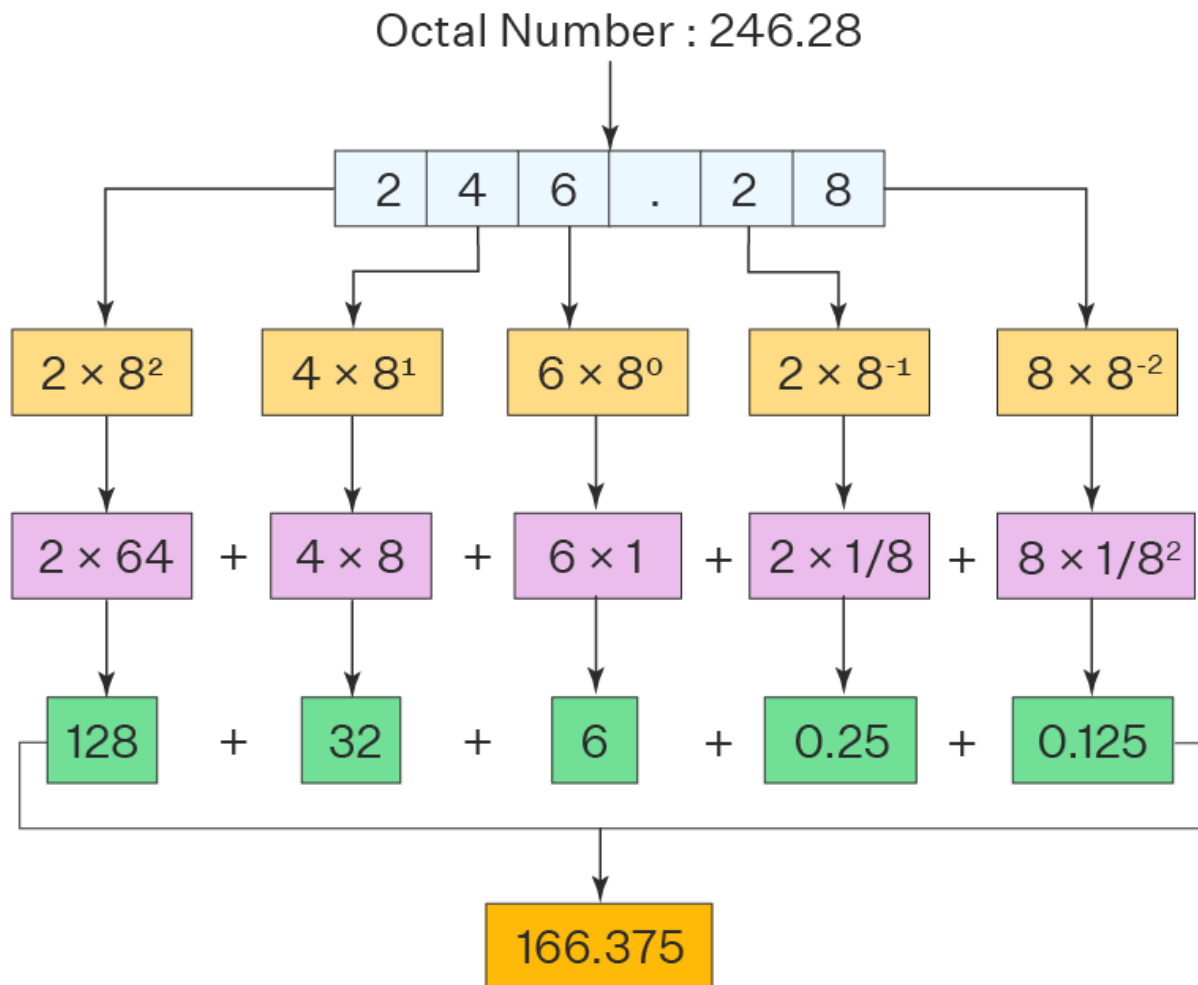 Octal Number : 246.28
2 4 6 . 2 8
2 × 8² 4 × 8¹ 6 × 8⁰ 2 × 8⁻¹ 8 × 8⁻²
2 × 64 + 4 × 8 + 6 × 1 + 2 × 1/8 + 8 × 1/8²
128 + 32 + 6 + 0.25 + 0.125
166.375